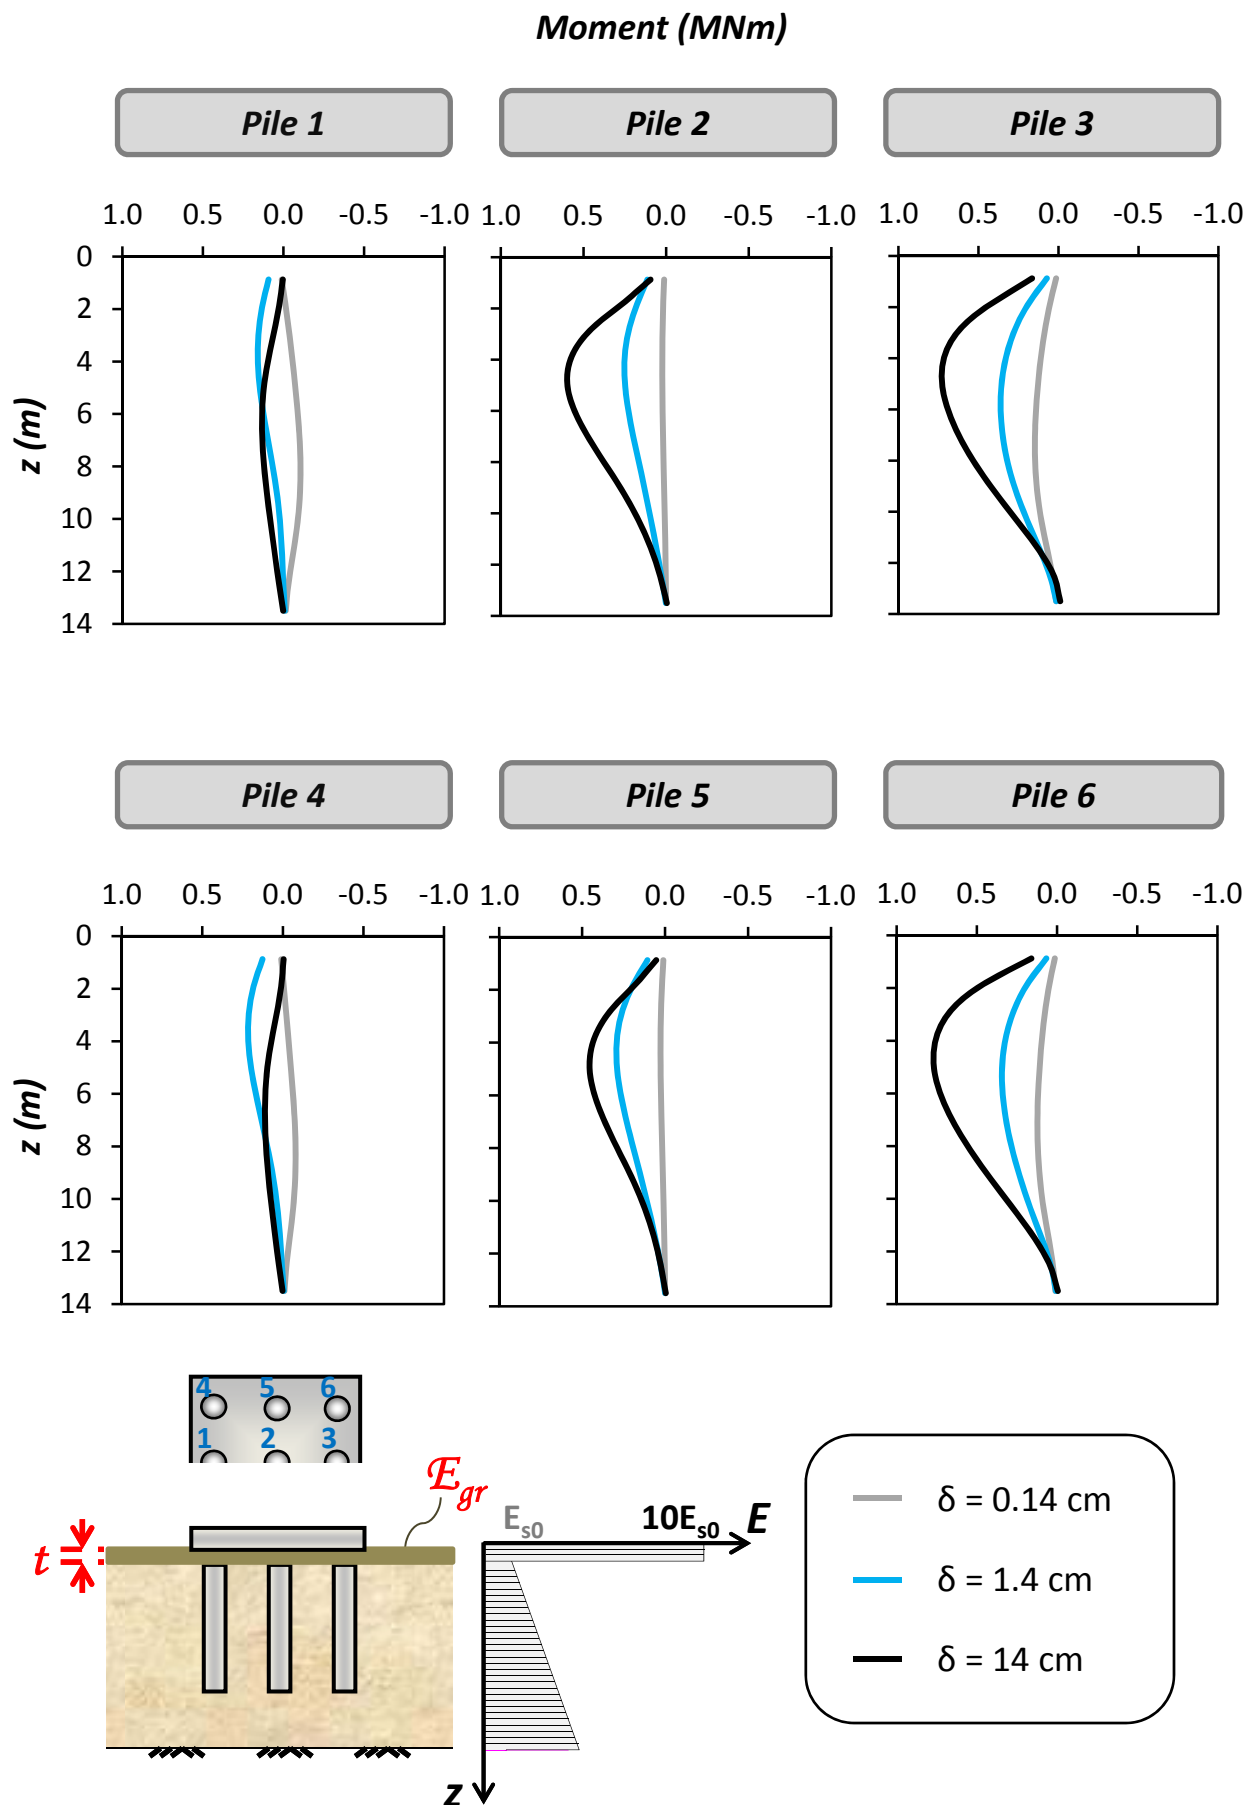 Moment (MNm)
Pile 1 Pile 2 Pile 3
1.0 0.5 0.0 -0.5 -1.0 1.0 0.5 0.0 -0.5 -1.0 1.0 0.5 0.0 -0.5 -1.0
0
2
4
6
8
10
12
14
z (m)
Pile 4 Pile 5 Pile 6
1.0 0.5 0.0 -0.5 -1.0 1.0 0.5 0.0 -0.5 -1.0 1.0 0.5 0.0 -0.5 -1.0
0
2
4
6
8
10
12
14
z (m)
4 5 6
1 2 3
E_gr
t
E_s0 10E_s0 E
z
δ = 0.14 cm
δ = 1.4 cm
δ = 14 cm